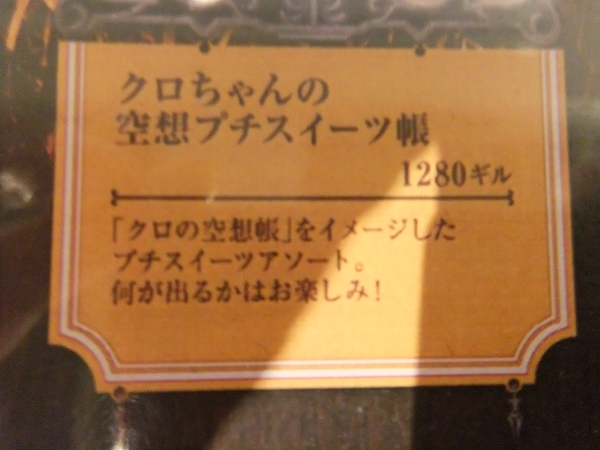 クロちゃんの
空想プチスイーツ帳
1280ギル
「クロの空想帳」をイメージした
プチスイーツアソート。
何が出るかはお楽しみ!